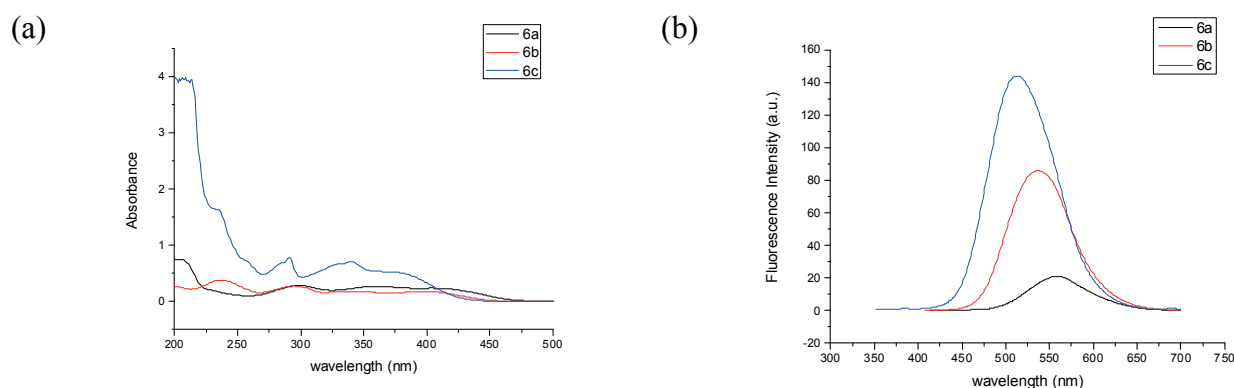 (a)
6a
6b
6c
4
3
2
1
0
Absorbance
200 250 300 350 400 450 500
wavelength (nm)
(b)
6a
6b
6c
160
140
120
100
80
60
40
20
0
-20
Fluorescence Intensity (a.u.)
300 350 400 450 500 550 600 650 700 750
wavelength (nm)